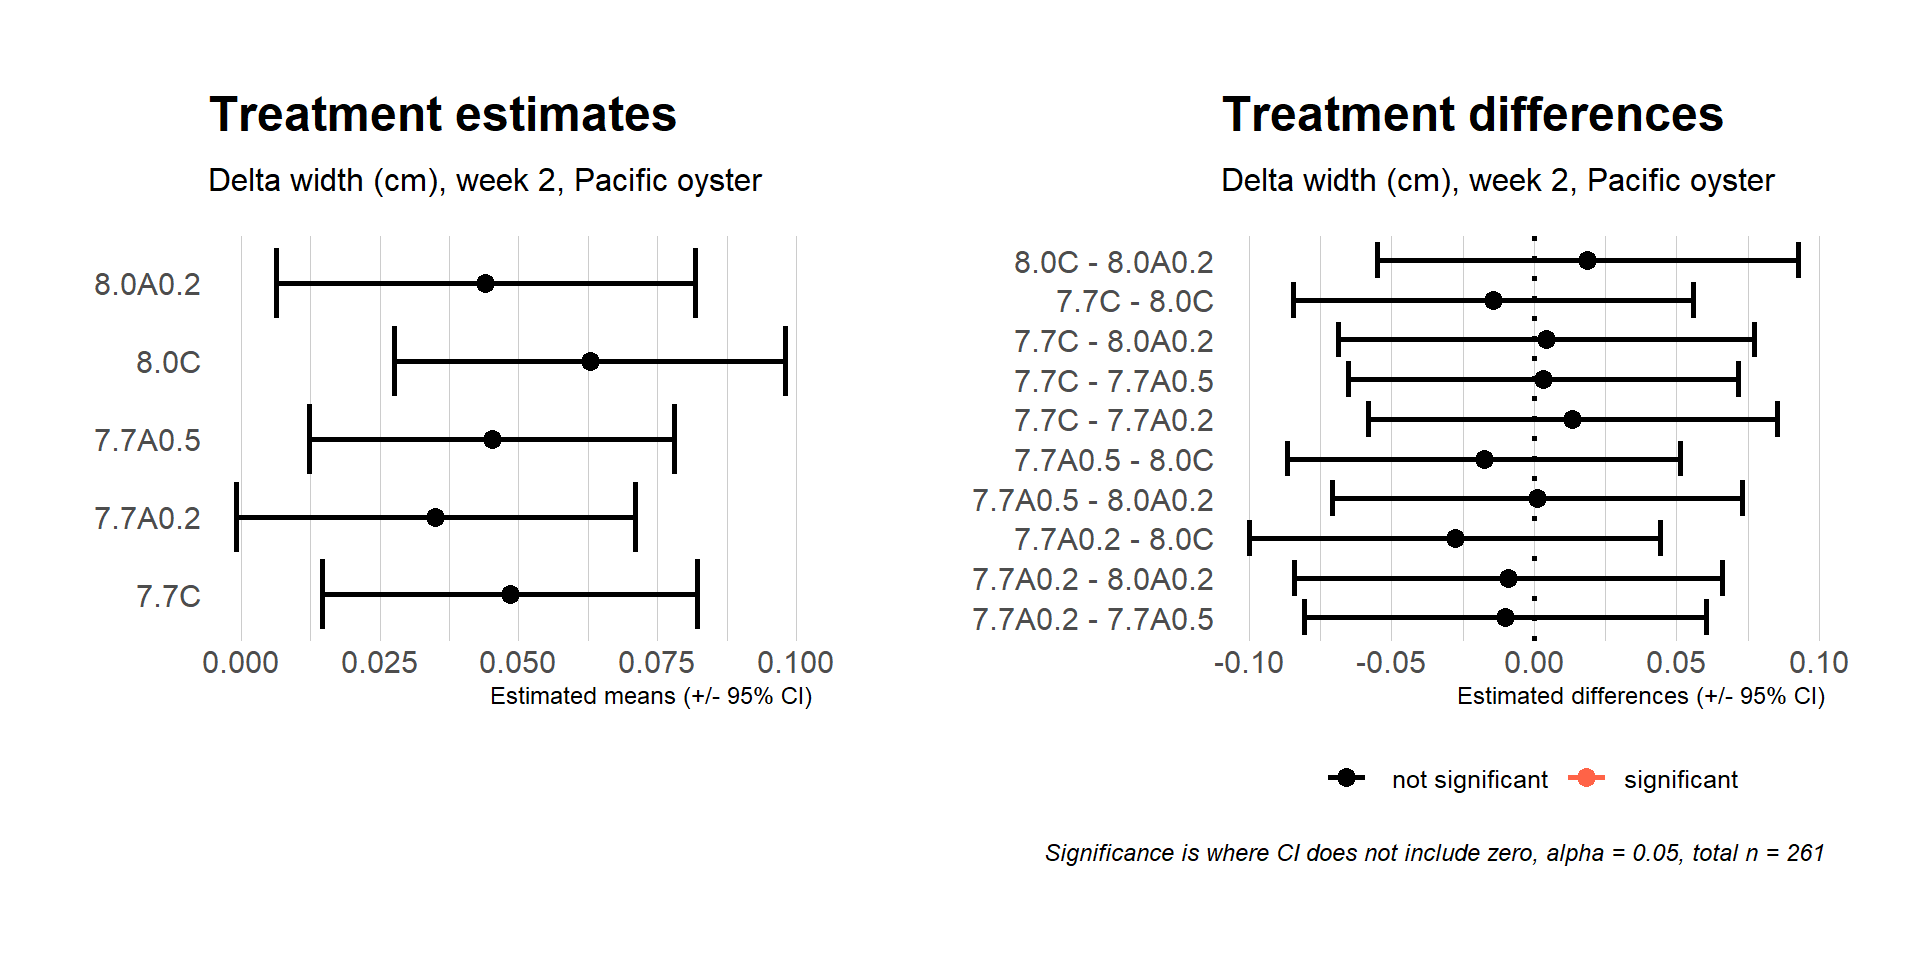 Treatment estimates
Delta width (cm), week 2, Pacific oyster
8.0A0.2
8.0C
7.7A0.5
7.7A0.2
7.7C
0.000 0.025 0.050 0.075 0.100
Estimated means (+/- 95% CI)
Treatment differences
Delta width (cm), week 2, Pacific oyster
8.0C - 8.0A0.2
7.7C - 8.0C
7.7C - 8.0A0.2
7.7C - 7.7A0.5
7.7C - 7.7A0.2
7.7A0.5 - 8.0C
7.7A0.5 - 8.0A0.2
7.7A0.2 - 8.0C
7.7A0.2 - 8.0A0.2
7.7A0.2 - 7.7A0.5
-0.10 -0.05 0.00 0.05 0.10
Estimated differences (+/- 95% CI)
not significant significant
Significance is where CI does not include zero, alpha = 0.05, total n = 261